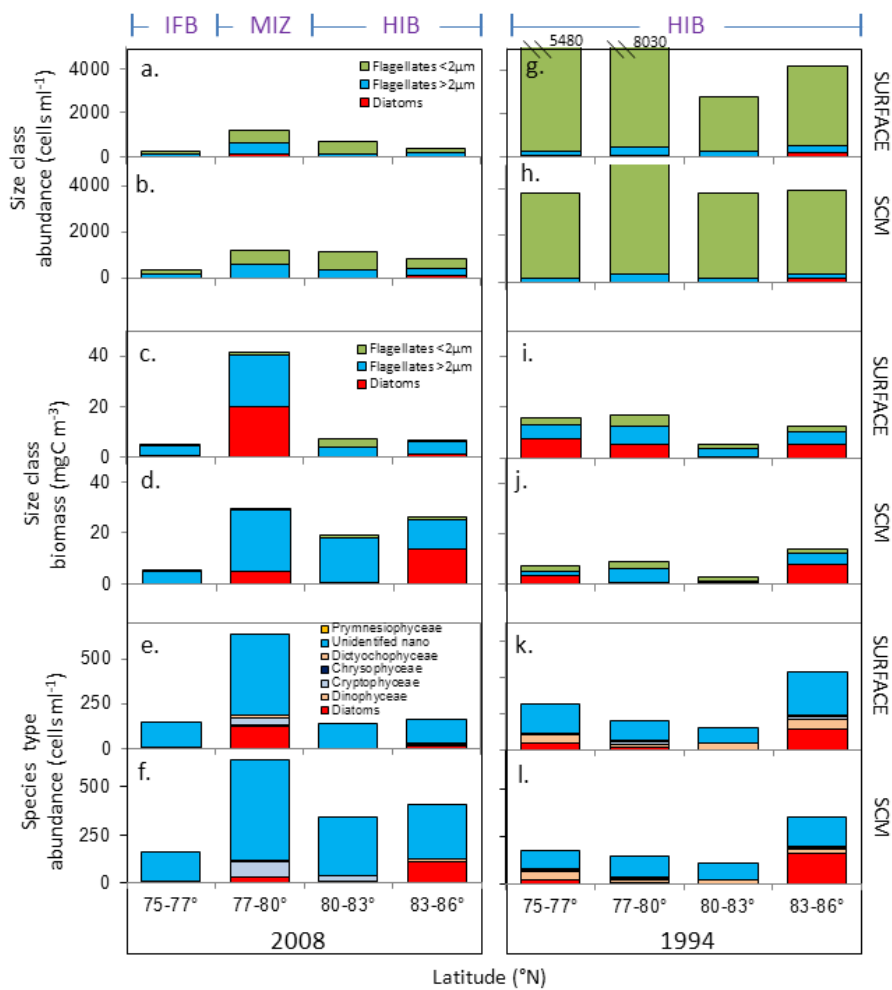 IFB MIZ HIB HIB
5480 8030
Size class
abundance (cells ml-1)
4000
2000
0
a.
Flagellates <2µm
Flagellates >2µm
Diatoms
g.
SURFACE
4000
2000
0
b.
h.
SCM
Size class
biomass (mgC m-3)
40
20
0
c.
Flagellates <2µm
Flagellates >2µm
Diatoms
i.
SURFACE
40
20
0
d.
j.
SCM
Species type
abundance (cells ml-1)
500
250
0
e.
Prymnesiophyceae
Unidentifed nano
Dictyochophyceae
Chrysophyceae
Cryptophyceae
Dinophyceae
Diatoms
k.
SURFACE
500
250
0
f.
l.
SCM
75-77° 77-80° 80-83° 83-86° 75-77° 77-80° 80-83° 83-86°
2008 1994
Latitude (°N)